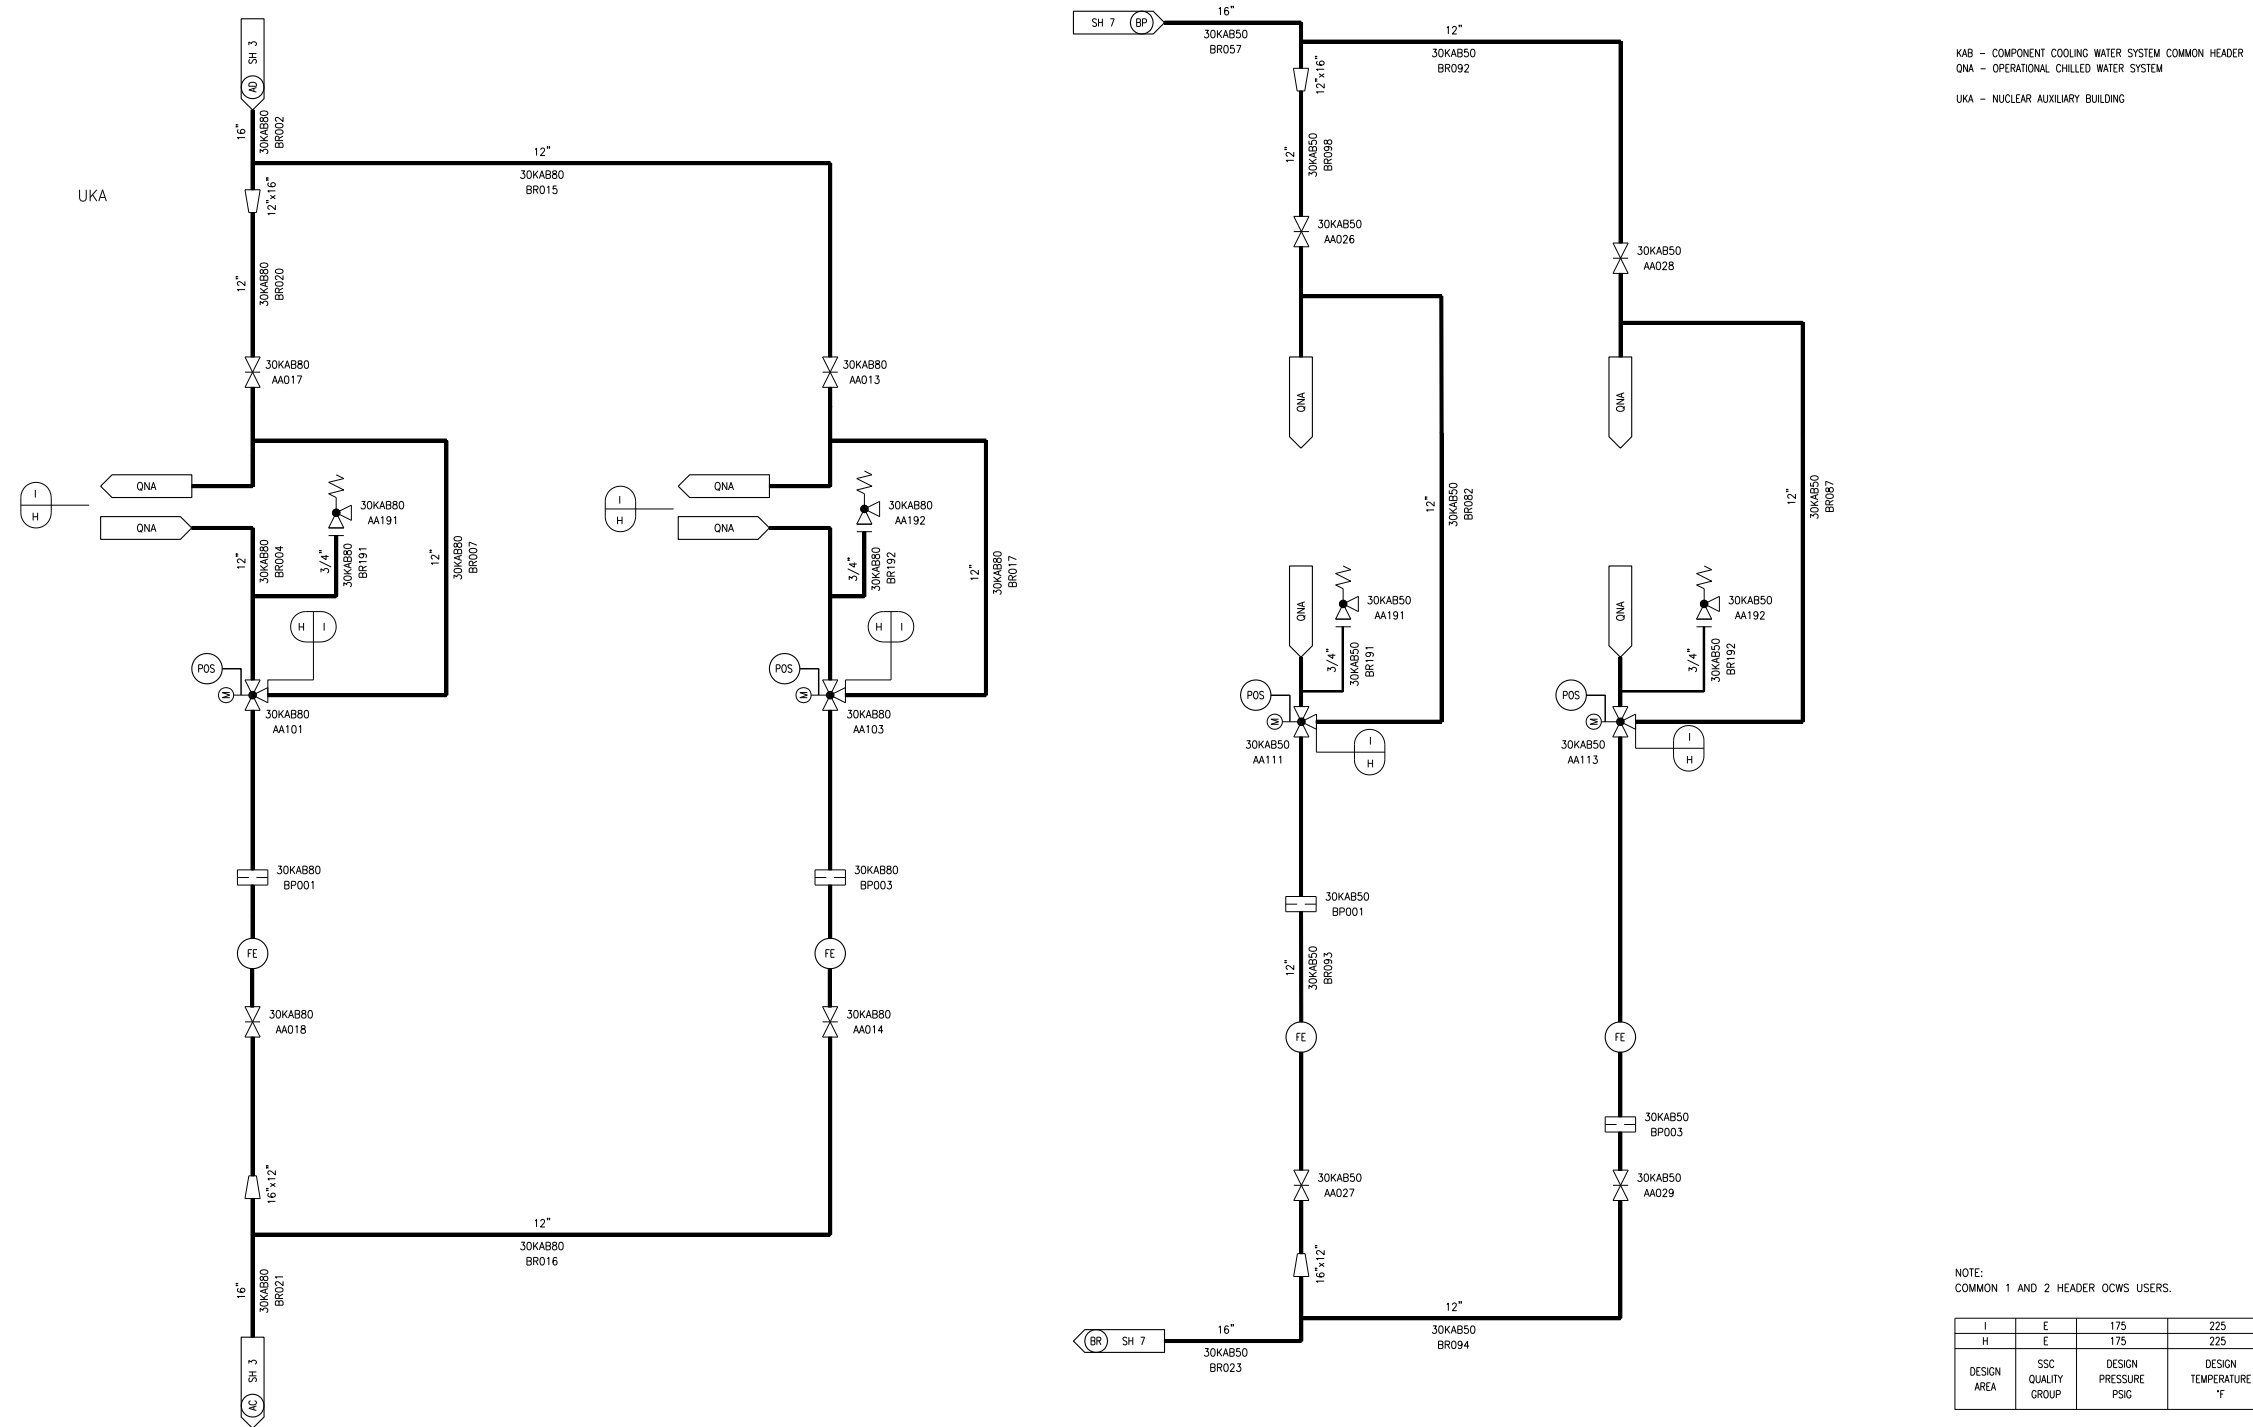 SH 3
AD
16"
30KAB80
BR002
12"
30KAB80
BR015
UKA
12"x16"
12"
30KAB80
BR020
30KAB80
AA017
30KAB80
AA013
QNA
QNA
I
H
QNA
QNA
I
H
30KAB80
AA191
30KAB80
AA192
12"
30KAB80
BR004
3/4"
30KAB80
BR191
12"
30KAB80
BR007
3/4"
30KAB80
BR192
12"
30KAB80
BR017
H I
H I
POS
M
POS
M
30KAB80
AA101
30KAB80
AA103
30KAB80
BP001
30KAB80
BP003
FE
FE
30KAB80
AA018
30KAB80
AA014
16"x12"
12"
30KAB80
BR016
16"
30KAB80
BR021
SH 3
AC
SH 7 BP
16"
30KAB50
BR057
12"
30KAB50
BR092
12"x16"
12"
30KAB50
BR098
30KAB50
AA026
30KAB50
AA028
QNA
QNA
12"
30KAB50
BR082
12"
30KAB50
BR087
QNA
QNA
30KAB50
AA191
30KAB50
AA192
3/4"
30KAB50
BR191
3/4"
30KAB50
BR192
POS
M
POS
M
30KAB50
AA111
30KAB50
AA113
I
H
I
H
30KAB50
BP001
12"
30KAB50
BR093
FE
FE
30KAB50
BP003
30KAB50
AA027
30KAB50
AA029
16"x12"
12"
30KAB50
BR094
BR SH 7
16"
30KAB50
BR023
KAB - COMPONENT COOLING WATER SYSTEM COMMON HEADER
QNA - OPERATIONAL CHILLED WATER SYSTEM
UKA - NUCLEAR AUXILIARY BUILDING
NOTE:
COMMON 1 AND 2 HEADER OCWS USERS.
I E 175 225
H E 175 225
DESIGN
AREA
SSC
QUALITY
GROUP
DESIGN
PRESSURE
PSIG
DESIGN
TEMPERATURE
°F